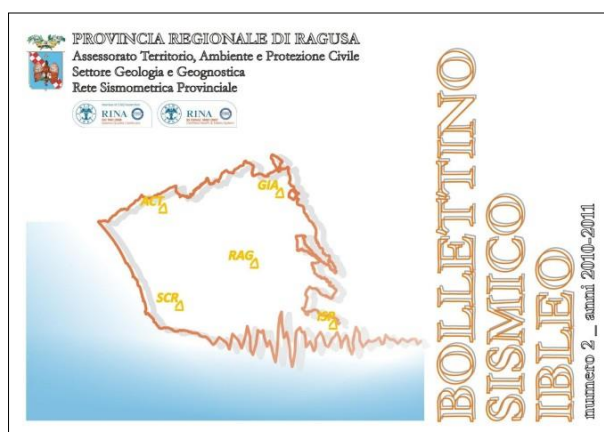 PROVINCIA REGIONALE DI RAGUSA
Assessorato Territorio, Ambiente e Protezione Civile
Settore Geologia e Geognostica
Rete Sismometrica Provinciale
RINA
RINA
ACT
GIA
RAG
SCR
ISP
BOLLETTINO
SISMICO
IBLEO
numero 2 _ anni 2010-2011